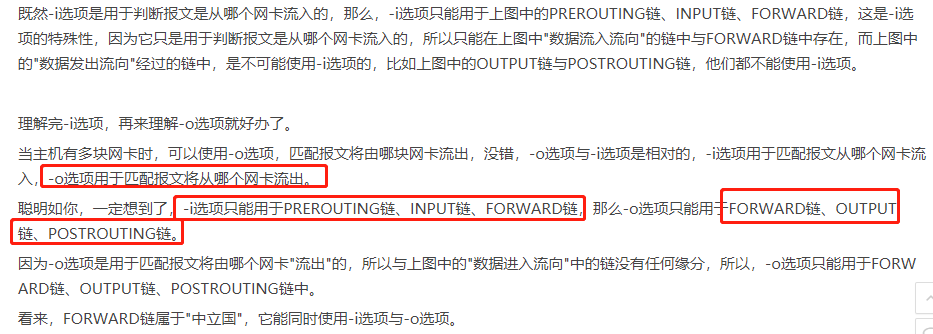 既然-i选项是用于判断报文是从哪个网卡流入的，那么，-i选项只能用于上图中的PREROUTING链、INPUT链、FORWARD链，这是-i选
项的特殊性，因为它只是用于判断报文是从哪个网卡流入的，所以只能在上图中"数据流入流向"的链中与FORWARD链中存在，而上图中
的"数据发出流向"经过的链中，是不可能使用-i选项的，比如上图中的OUTPUT链与POSTROUTING链，他们都不能使用-i选项。
理解完-i选项，再来理解-o选项就好办了。
当主机有多块网卡时，可以使用-o选项，匹配报文将由哪块网卡流出，没错，-o选项与-i选项是相对的，-i选项用于匹配报文从哪个网卡流
入，-o选项用于匹配报文将从哪个网卡流出。
聪明如你，一定想到了，-i选项只能用于PREROUTING链、INPUT链、FORWARD链，那么-o选项只能用于FORWARD链、OUTPUT
链、POSTROUTING链。
因为-o选项是用于匹配报文将由哪个网卡"流出"的，所以与上图中的"数据进入流向"中的链没有任何缘分，所以，-o选项只能用于FORW
ARD链、OUTPUT链、POSTROUTING链中。
看来，FORWARD链属于"中立国"，它能同时使用-i选项与-o选项。